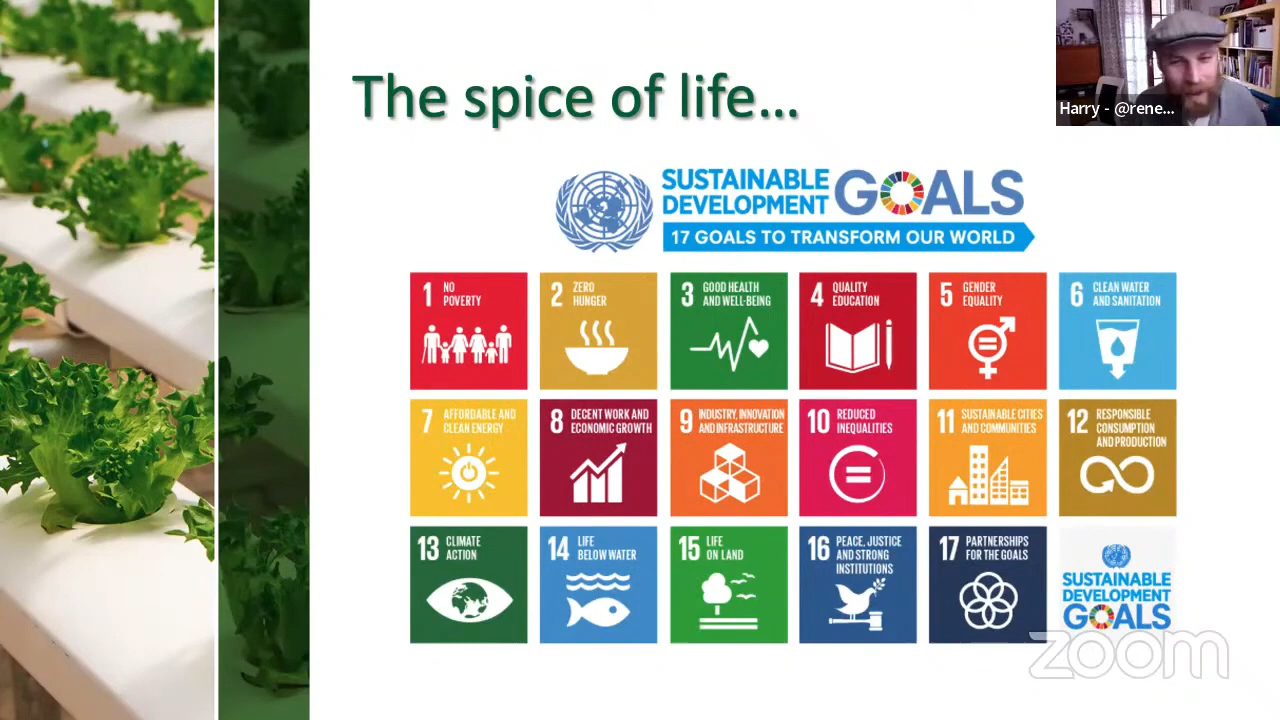 The spice of life...
Harry - @rene...
SUSTAINABLE
DEVELOPMENT
GOALS
17 GOALS TO TRANSFORM OUR WORLD
1 NO
POVERTY
2 ZERO
HUNGER
3 GOOD HEALTH
AND WELL-BEING
4 QUALITY
EDUCATION
5 GENDER
EQUALITY
6 CLEAN WATER
AND SANITATION
7 AFFORDABLE AND
CLEAN ENERGY
8 DECENT WORK AND
ECONOMIC GROWTH
9 INDUSTRY, INNOVATION
AND INFRASTRUCTURE
10 REDUCED
INEQUALITIES
11 SUSTAINABLE CITIES
AND COMMUNITIES
12 RESPONSIBLE
CONSUMPTION
AND PRODUCTION
13 CLIMATE
ACTION
14 LIFE
BELOW WATER
15 LIFE
ON LAND
16 PEACE, JUSTICE
AND STRONG
INSTITUTIONS
17 PARTNERSHIPS
FOR THE GOALS
SUSTAINABLE
DEVELOPMENT
GOALS
zoom